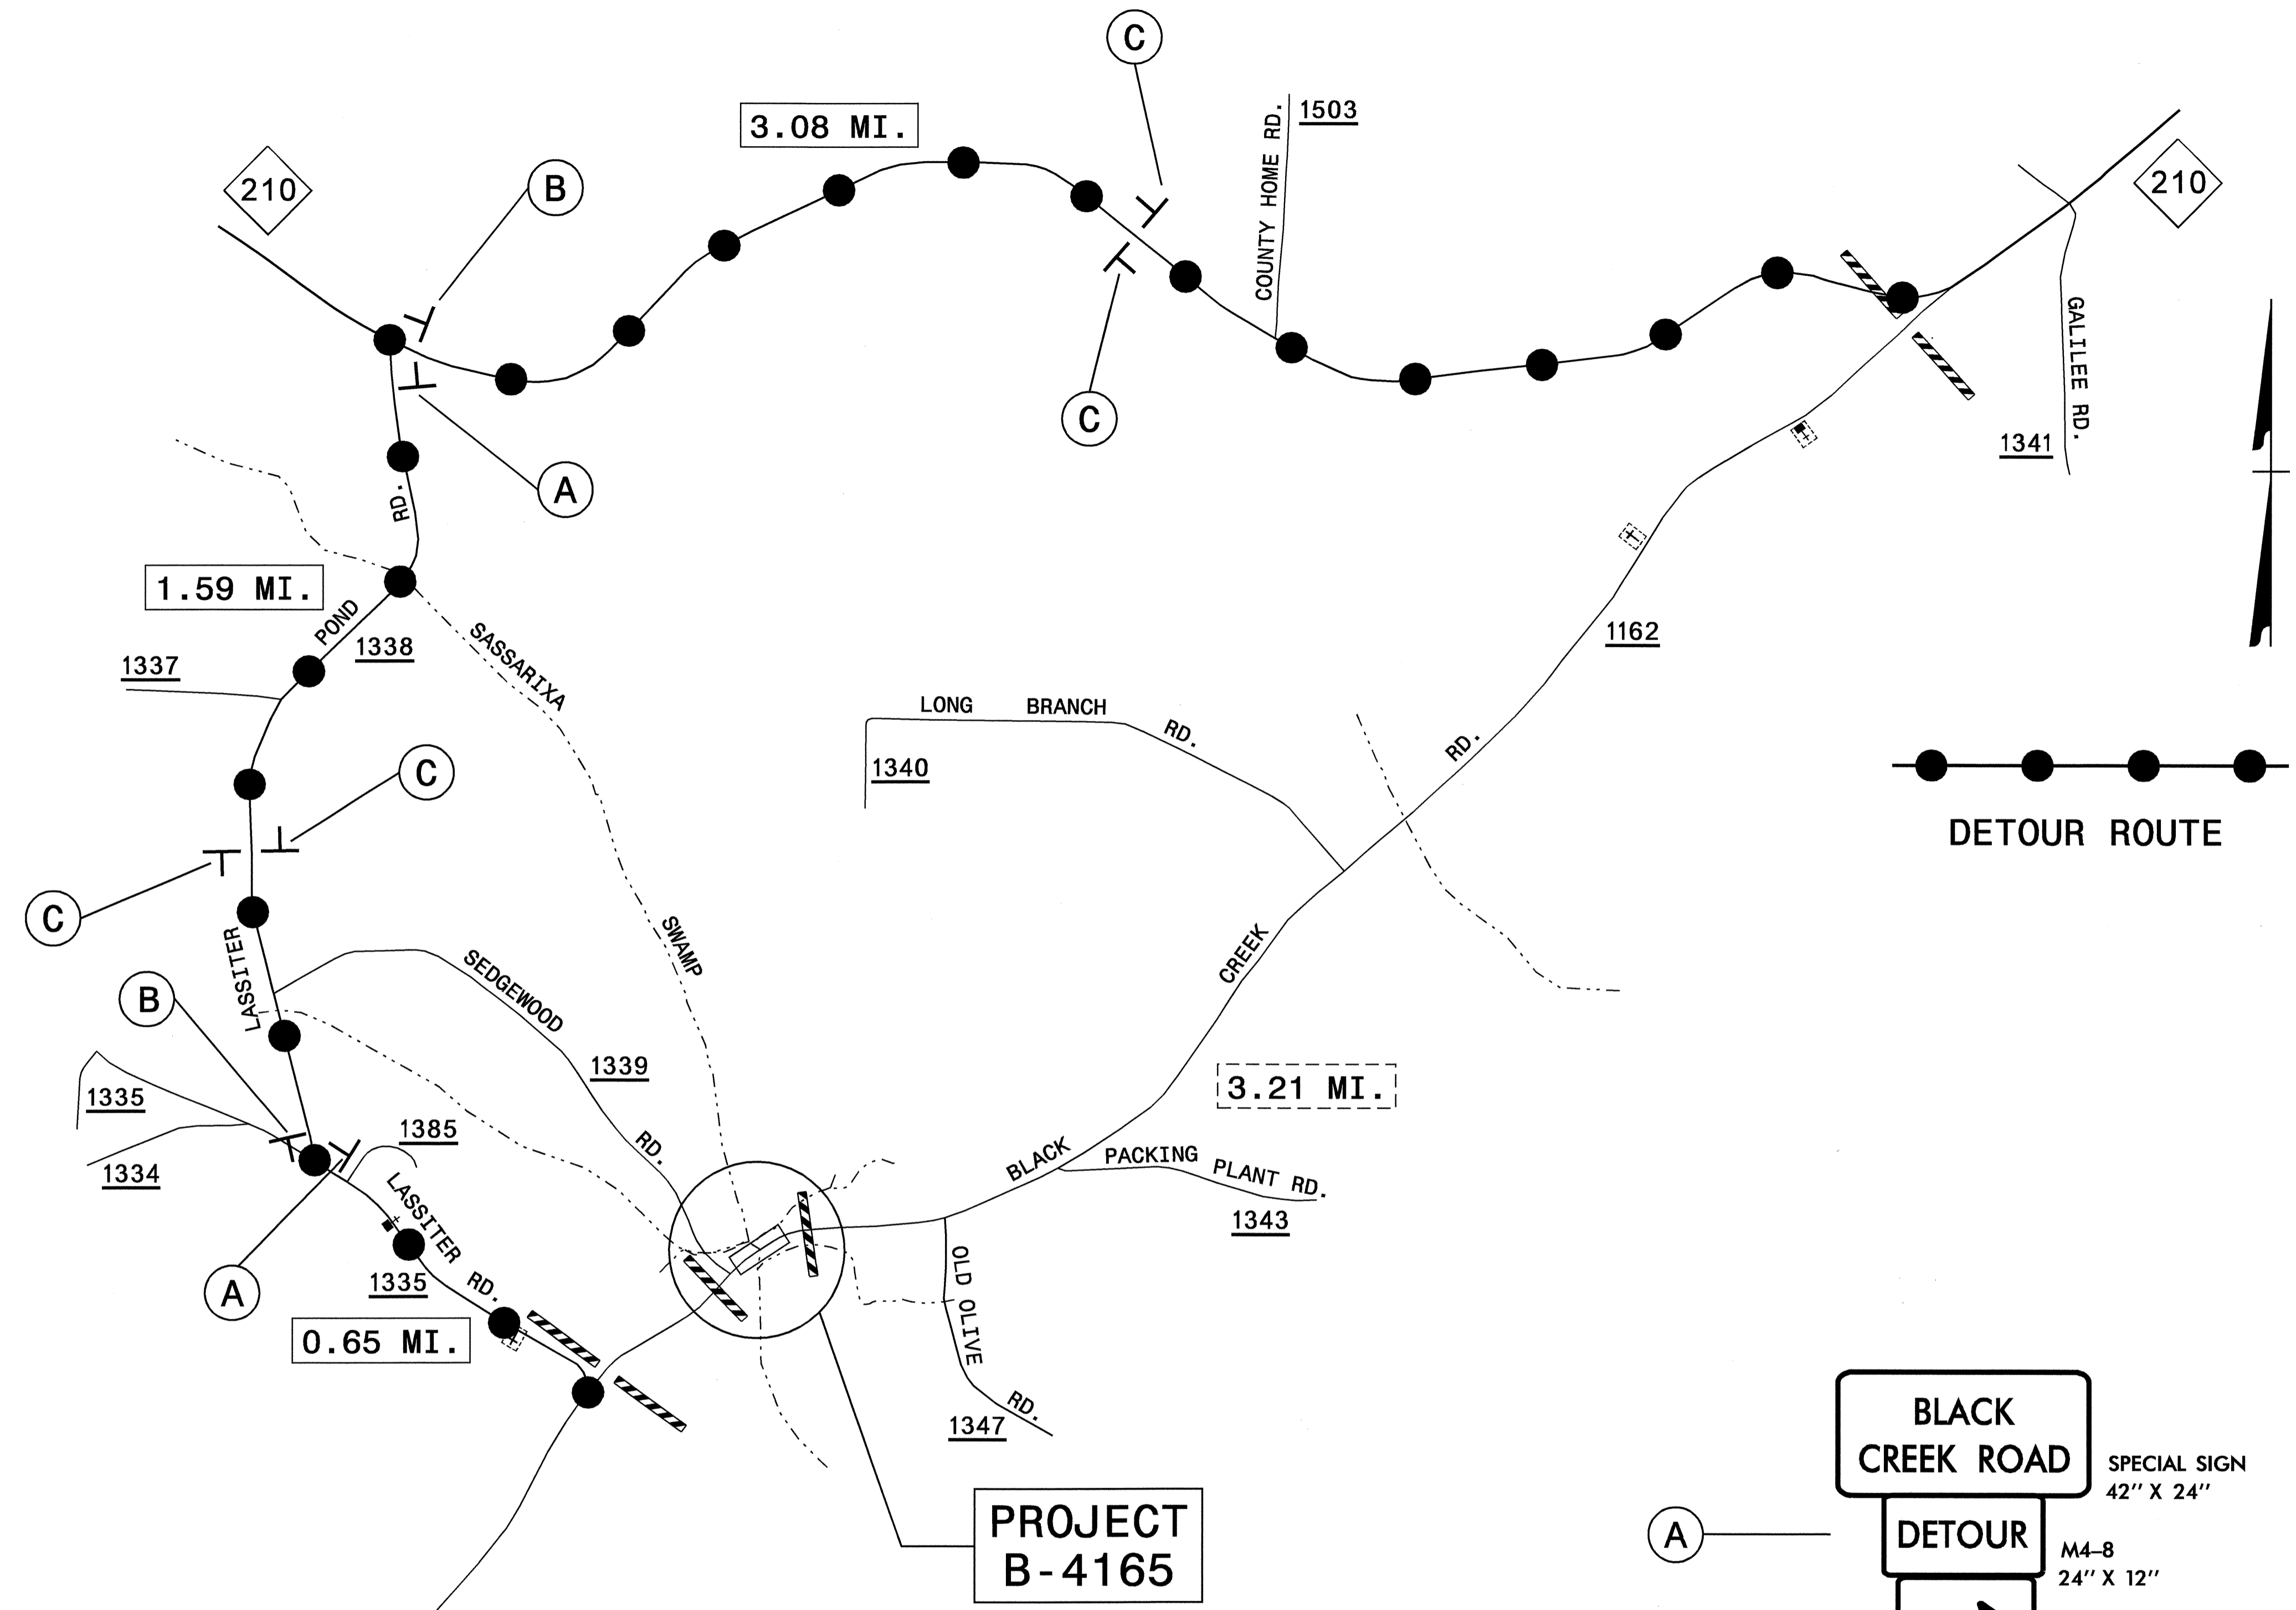 C
3.08 MI.
COUNTY HOME RD.
1503
210
B
210
GALILEE RD.
1341
C
A
RD.
1.59 MI.
POND
1338
1337
SASSARIXA
1162
LONG BRANCH RD.
1340
RD.
C
DETOUR ROUTE
C
LASSITER
SEDGEWOOD
SWAMP
CREEK
B
1339
3.21 MI.
1335
1385
1334
RD.
BLACK
PACKING PLANT RD.
1343
LASSITER RD.
A
1335
OLD OLIVE
0.65 MI.
RD.
1347
PROJECT
B-4165
BLACK
CREEK ROAD
SPECIAL SIGN
42" X 24"
A
DETOUR
M4-8
24" X 12"